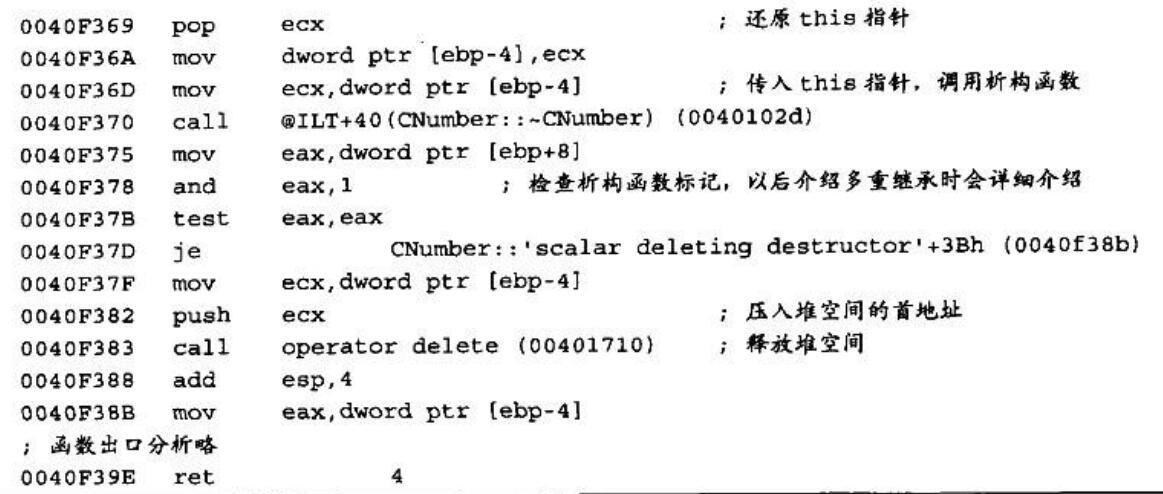 0040F369 pop ecx ; 还原 this 指针
0040F36A mov dword ptr [ebp-4],ecx
0040F36D mov ecx,dword ptr [ebp-4] ; 传入 this 指针，调用析构函数
0040F370 call @ILT+40(CNumber::~CNumber) (0040102d)
0040F375 mov eax,dword ptr [ebp+8]
0040F378 and eax,1 ; 检查析构函数标记，以后介绍多重继承时会详细介绍
0040F37B test eax,eax
0040F37D je CNumber::'scalar deleting destructor'+3Bh (0040f38b)
0040F37F mov ecx,dword ptr [ebp-4]
0040F382 push ecx ; 压入堆空间的首地址
0040F383 call operator delete (00401710) ; 释放堆空间
0040F388 add esp,4
0040F38B mov eax,dword ptr [ebp-4]
; 函数出口分析略
0040F39E ret 4